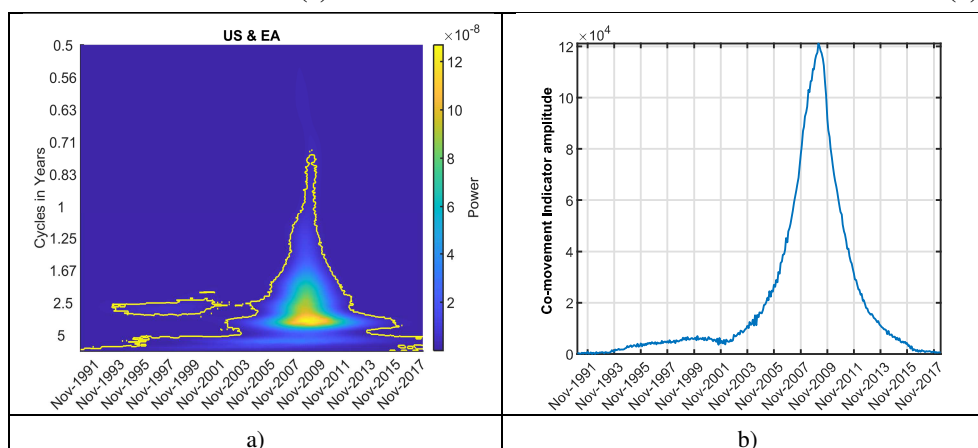 US & EA
×10⁻⁸
0.5
0.56
0.63
0.71
0.83
1
1.25
1.67
2.5
5
Cycles in Years
12
10
8
6
4
2
Power
Nov-1991
Nov-1993
Nov-1995
Nov-1997
Nov-1999
Nov-2001
Nov-2003
Nov-2005
Nov-2007
Nov-2009
Nov-2011
Nov-2013
Nov-2015
Nov-2017
a)
×10⁴
12
10
8
6
4
2
0
Co-movement Indicator amplitude
Nov-1991
Nov-1993
Nov-1995
Nov-1997
Nov-1999
Nov-2001
Nov-2003
Nov-2005
Nov-2007
Nov-2009
Nov-2011
Nov-2013
Nov-2015
Nov-2017
b)